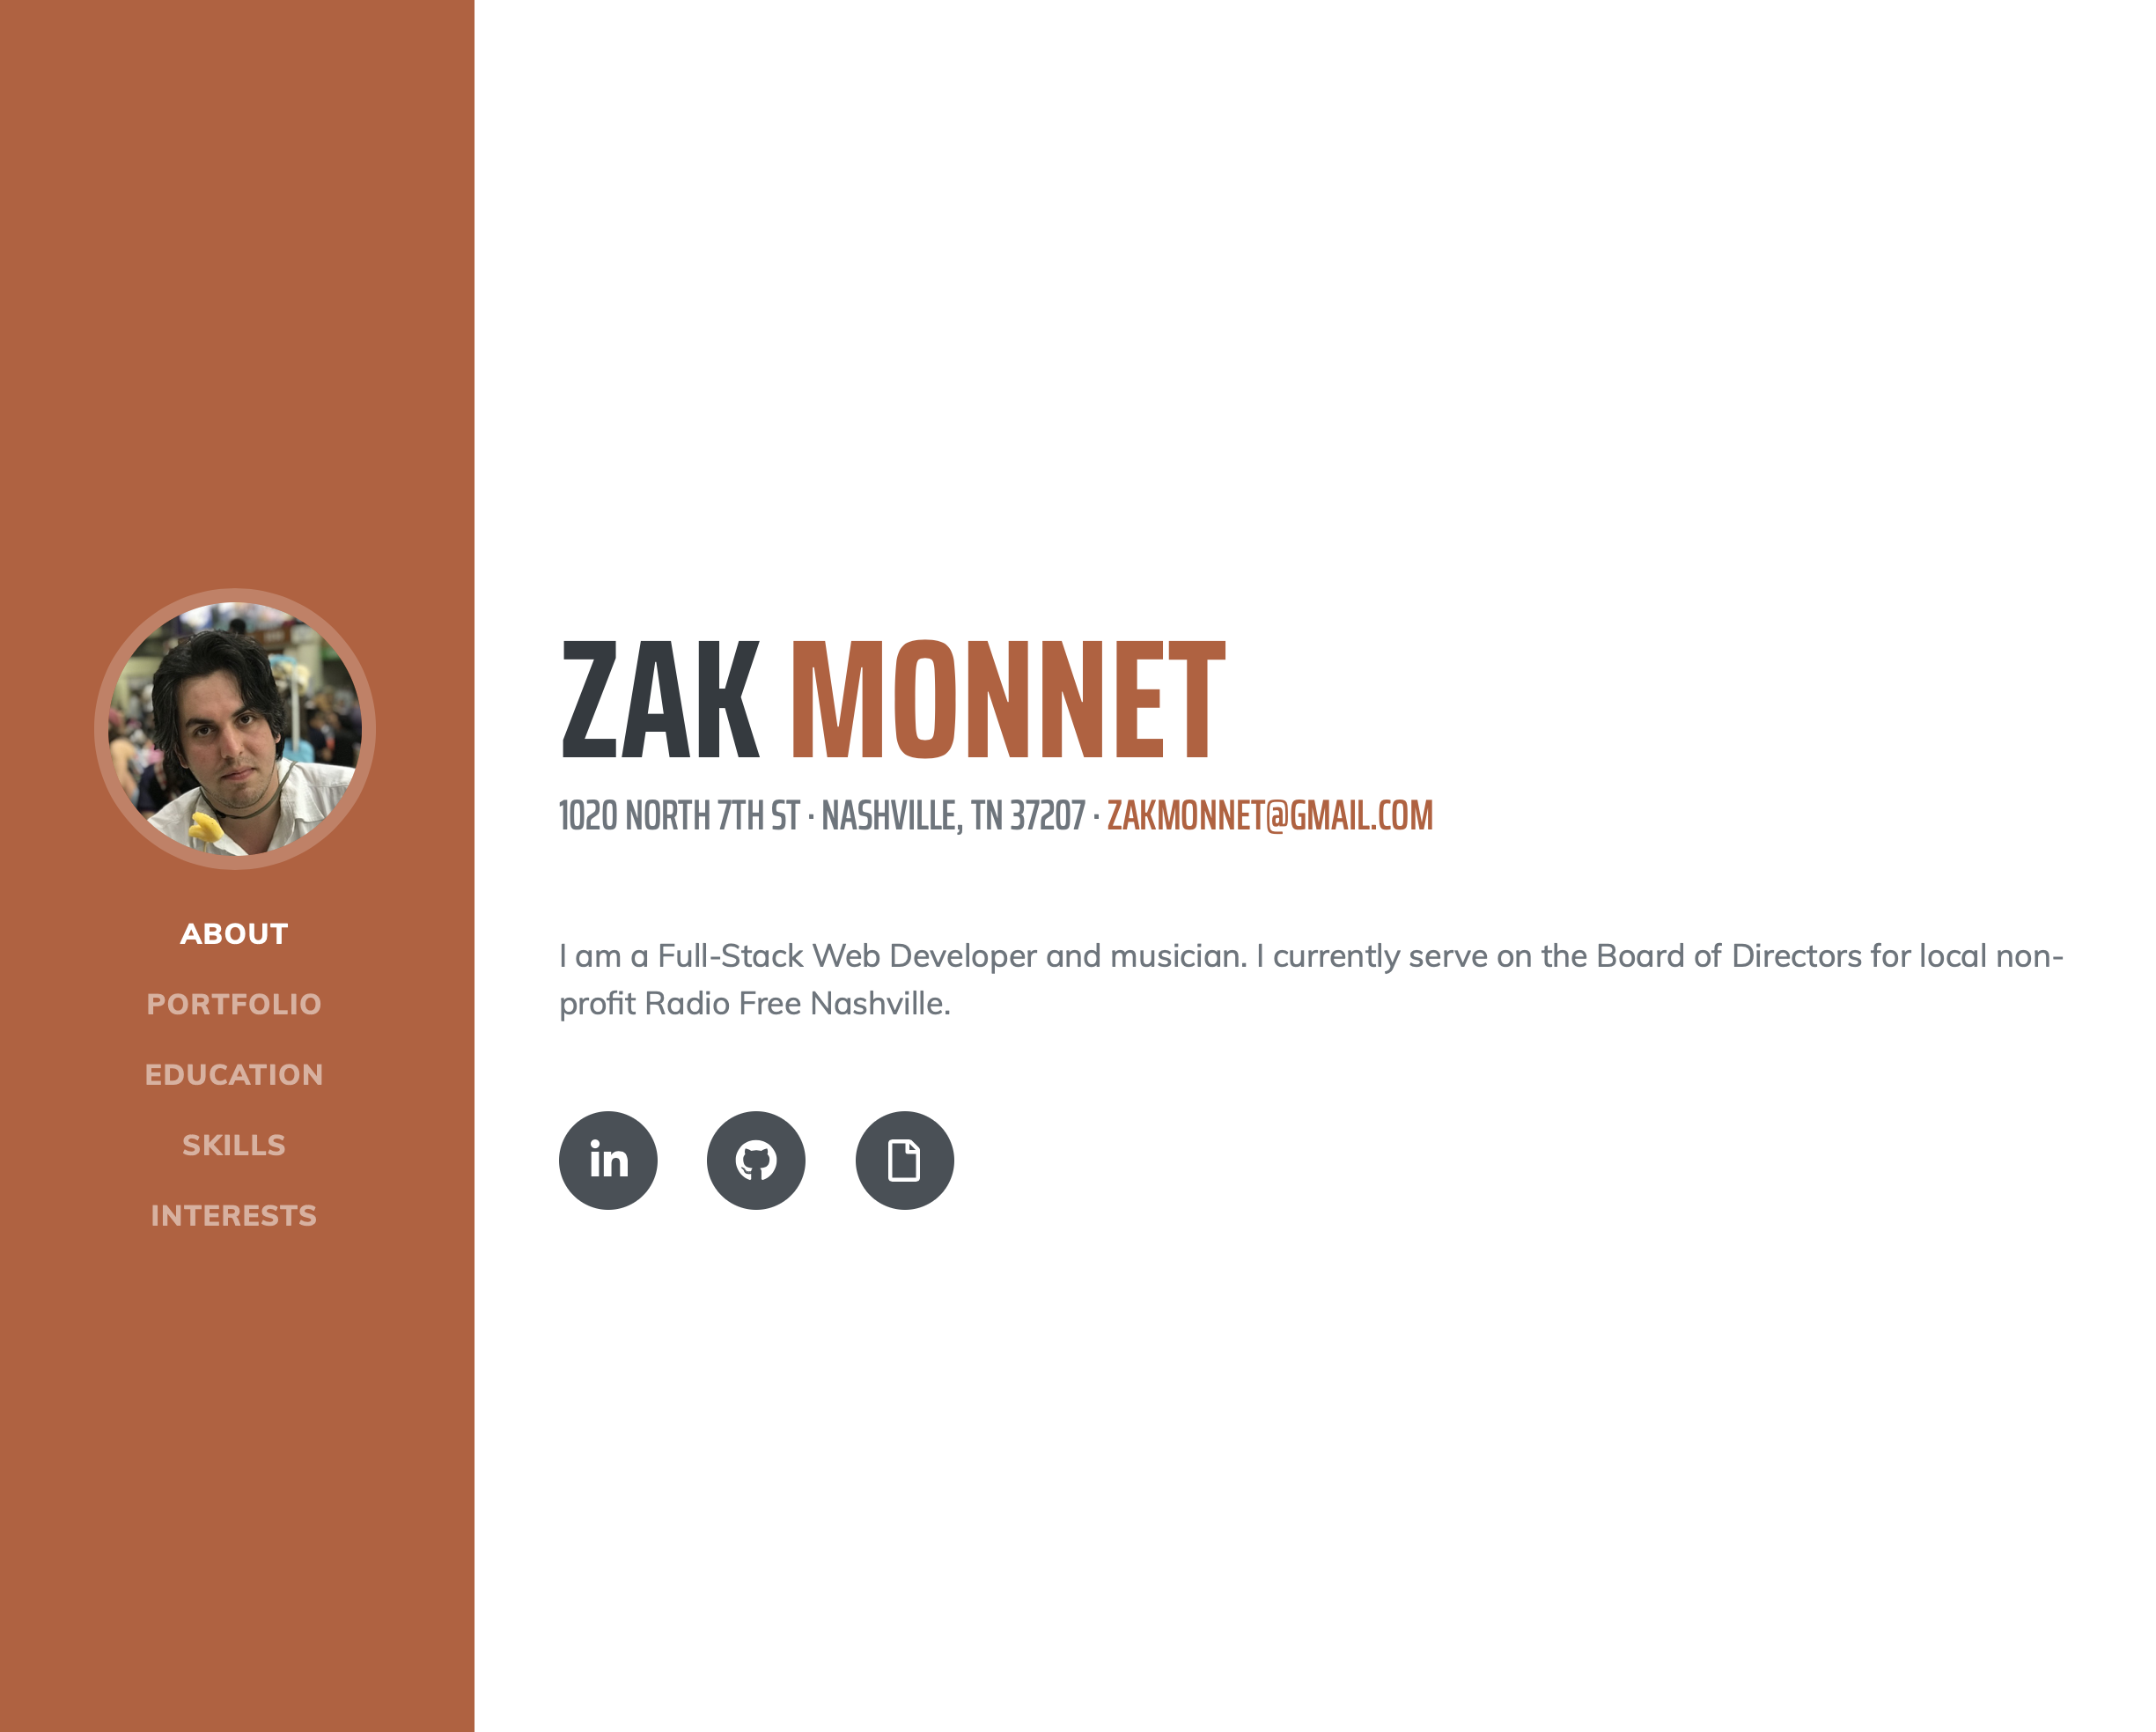 ABOUT
PORTFOLIO
EDUCATION
SKILLS
INTERESTS
ZAK MONNET
1020 NORTH 7TH ST · NASHVILLE, TN 37207 · ZAKMONNET@GMAIL.COM
I am a Full-Stack Web Developer and musician. I currently serve on the Board of Directors for local non-
profit Radio Free Nashville.
in